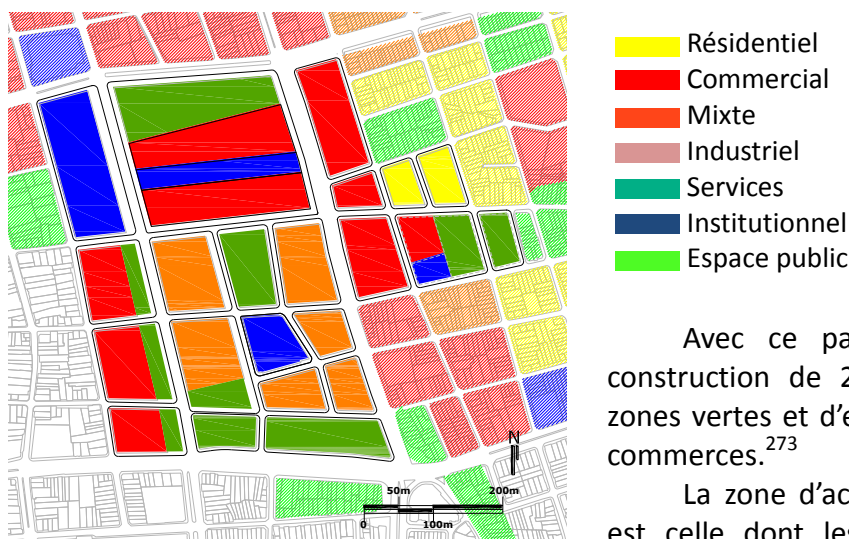 Résidentiel
Commercial
Mixte
Industriel
Services
Institutionnel
Espace public
Avec ce pa
construction de 2
zones vertes et d'e
commerces.273
La zone d'ac
est celle dont les
N
50m 200m
0 100m